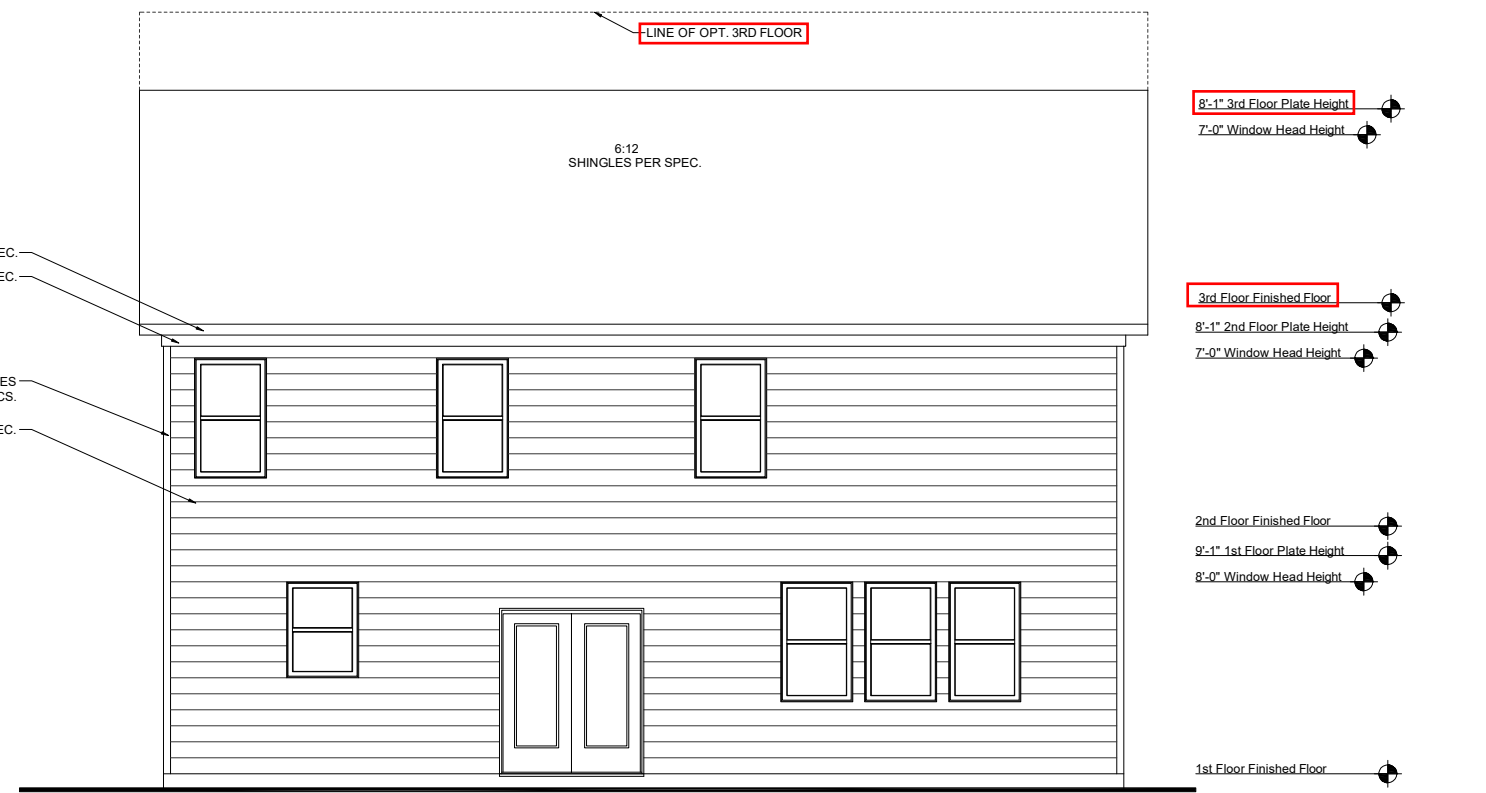 LINE OF OPT. 3RD FLOOR
8'-1" 3rd Floor Plate Height
7'-0" Window Head Height
6:12
SHINGLES PER SPEC.
EC.
EC.
3rd Floor Finished Floor
8'-1" 2nd Floor Plate Height
7'-0" Window Head Height
ES
CS.
EC.
2nd Floor Finished Floor
9'-1" 1st Floor Plate Height
8'-0" Window Head Height
1st Floor Finished Floor